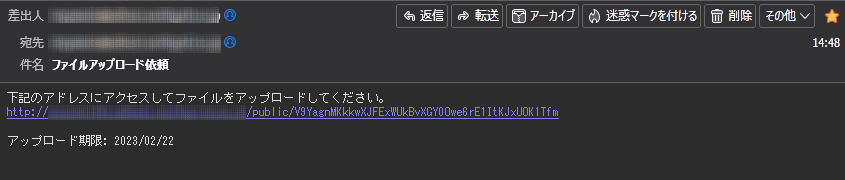 差出人
返信 転送 アーカイブ 迷惑マークを付ける 削除 その他
宛先
14:48
件名 ファイルアップロード依頼
下記のアドレスにアクセスしてファイルをアップロードしてください。
http:// /public/V9YagnMKkkwXJFExWUkBvXGY0Owe6rE1ItKJxUOK1Tfm
アップロード期限: 2023/02/22